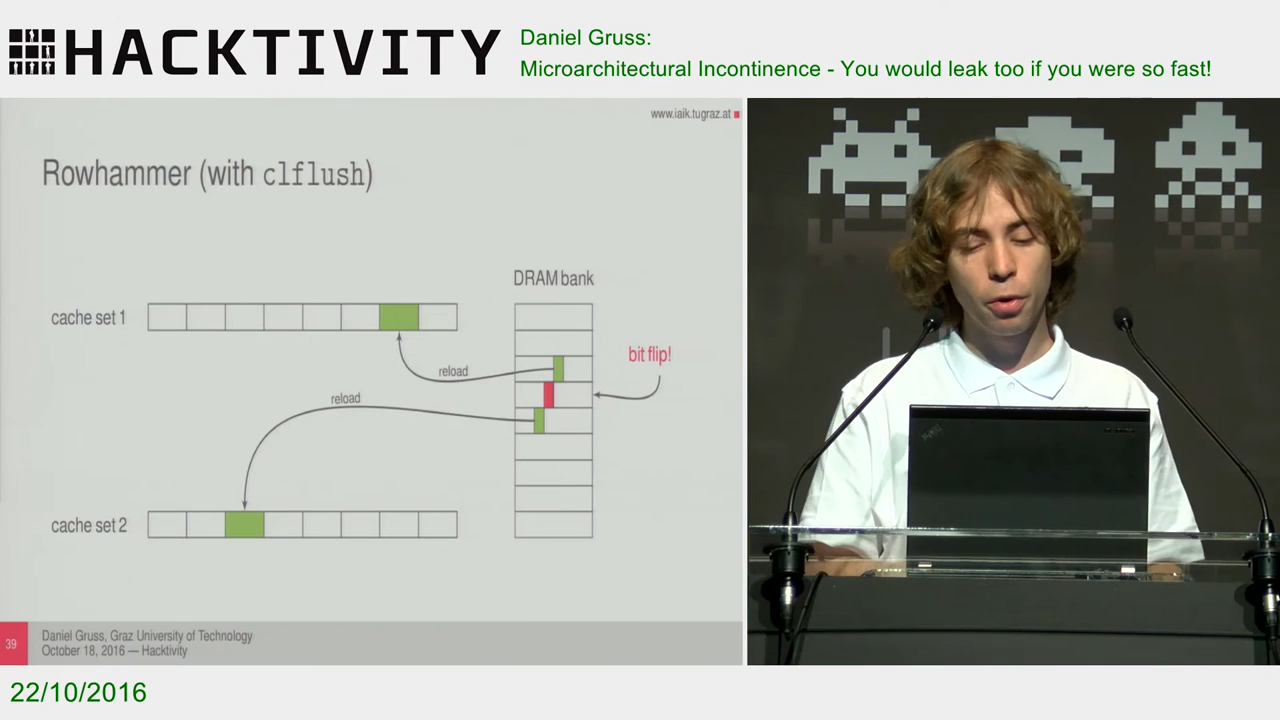 HACKTIVITY
Daniel Gruss:
Microarchitectural Incontinence - You would leak too if you were so fast!
www.iaik.tugraz.at
Rowhammer (with clflush)
DRAM bank
cache set 1
bit flip!
reload
reload
cache set 2
39
Daniel Gruss, Graz University of Technology
October 18, 2016 — Hacktivity
22/10/2016